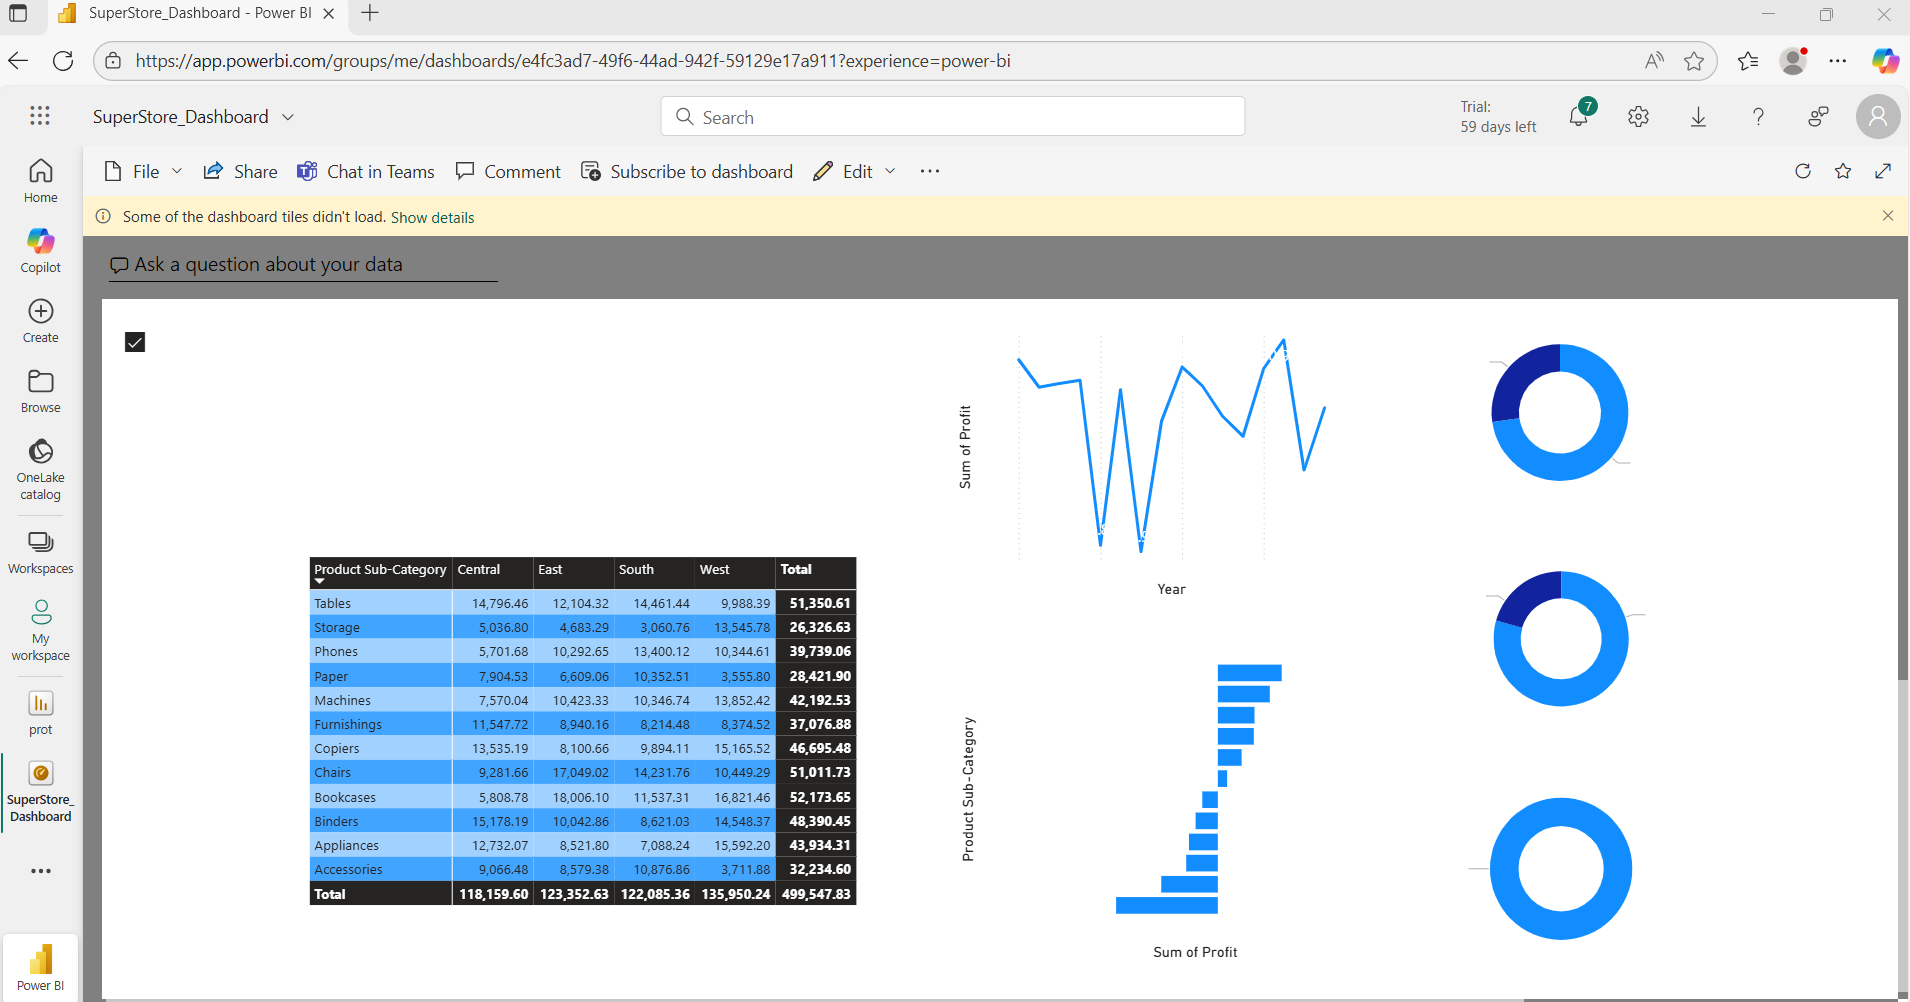 SuperStore_Dashboard - Power BI
https://app.powerbi.com/groups/me/dashboards/e4fc3ad7-49f6-44ad-942f-59129e17a911?experience=power-bi
SuperStore_Dashboard
Search
Trial:
59 days left
7
File
Share
Chat in Teams
Comment
Subscribe to dashboard
Edit
Some of the dashboard tiles didn't load. Show details
Home
Copilot
Create
Browse
OneLake
catalog
Workspaces
My
workspace
prot
SuperStore_
Dashboard
Power BI
Ask a question about your data
Product Sub-Category Central East South West Total
Tables 14,796.46 12,104.32 14,461.44 9,988.39 51,350.61
Storage 5,036.80 4,683.29 3,060.76 13,545.78 26,326.63
Phones 5,701.68 10,292.65 13,400.12 10,344.61 39,739.06
Paper 7,904.53 6,609.06 10,352.51 3,555.80 28,421.90
Machines 7,570.04 10,423.33 10,346.74 13,852.42 42,192.53
Furnishings 11,547.72 8,940.16 8,214.48 8,374.52 37,076.88
Copiers 13,535.19 8,100.66 9,894.11 15,165.52 46,695.48
Chairs 9,281.66 17,049.02 14,231.76 10,449.29 51,011.73
Bookcases 5,808.78 18,006.10 11,537.31 16,821.46 52,173.65
Binders 15,178.19 10,042.86 8,621.03 14,548.37 48,390.45
Appliances 12,732.07 8,521.80 7,088.24 15,592.20 43,934.31
Accessories 9,066.48 8,579.38 10,876.86 3,711.88 32,234.60
Total 118,159.60 123,352.63 122,085.36 135,950.24 499,547.83
Sum of Profit
Year
Product Sub-Category
Sum of Profit